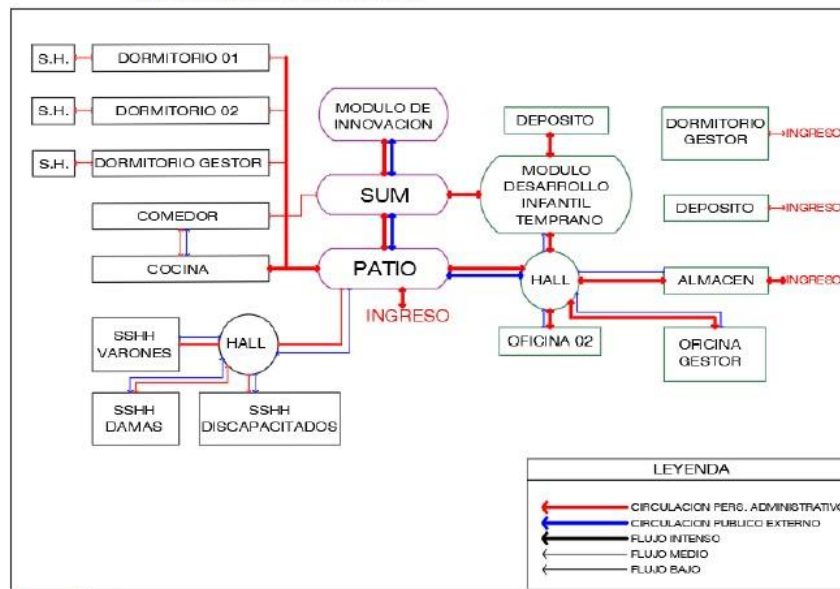 S.H.
DORMITORIO 01
S.H.
DORMITORIO 02
S.H.
DORMITORIO GESTOR
COMEDOR
COCINA
MODULO DE
INNOVACION
SUM
PATIO
INGRESO
DEPOSITO
MODULO
DESARROLLO
INFANTIL
TEMPRANO
HALL
OFICINA 02
DORMITORIO
GESTOR
INGRESO
DEPOSITO
INGRESO
ALMACEN
INGRESO
OFICINA
GESTOR
SSHH
VARONES
HALL
SSHH
DAMAS
SSHH
DISCAPACITADOS
LEYENDA
CIRCULACION PERS. ADMINISTRATIVO
CIRCULACION PUBLICO EXTERNO
FLUJO INTENSO
FLUJO MEDIO
FLUJO BAJO